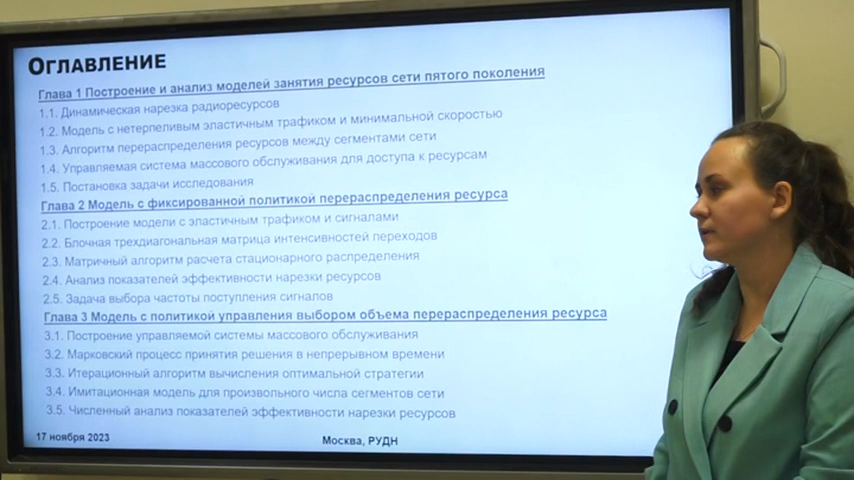 ОГЛАВЛЕНИЕ
Глава 1 Построение и анализ моделей занятия ресурсов сети пятого поколения
1.1. Динамическая нарезка радиоресурсов
1.2. Модель с нетерпеливым эластичным трафиком и минимальной скоростью
1.3. Алгоритм перераспределения ресурсов между сегментами сети
1.4. Управляемая система массового обслуживания для доступа к ресурсам
1.5. Постановка задачи исследования
Глава 2 Модель с фиксированной политикой перераспределения ресурса
2.1. Построение модели с эластичным трафиком и сигналами
2.2. Блочная трехдиагональная матрица интенсивностей переходов
2.3. Матричный алгоритм расчета стационарного распределения
2.4. Анализ показателей эффективности нарезки ресурсов
2.5. Задача выбора частоты поступления сигналов
Глава 3 Модель с политикой управления выбором объема перераспределения ресурса
3.1. Построение управляемой системы массового обслуживания
3.2. Марковский процесс принятия решения в непрерывном времени
3.3. Итерационный алгоритм вычисления оптимальной стратегии
3.4. Имитационная модель для произвольного числа сегментов сети
3.5. Численный анализ показателей эффективности нарезки ресурсов
17 ноября 2023
Москва, РУДН